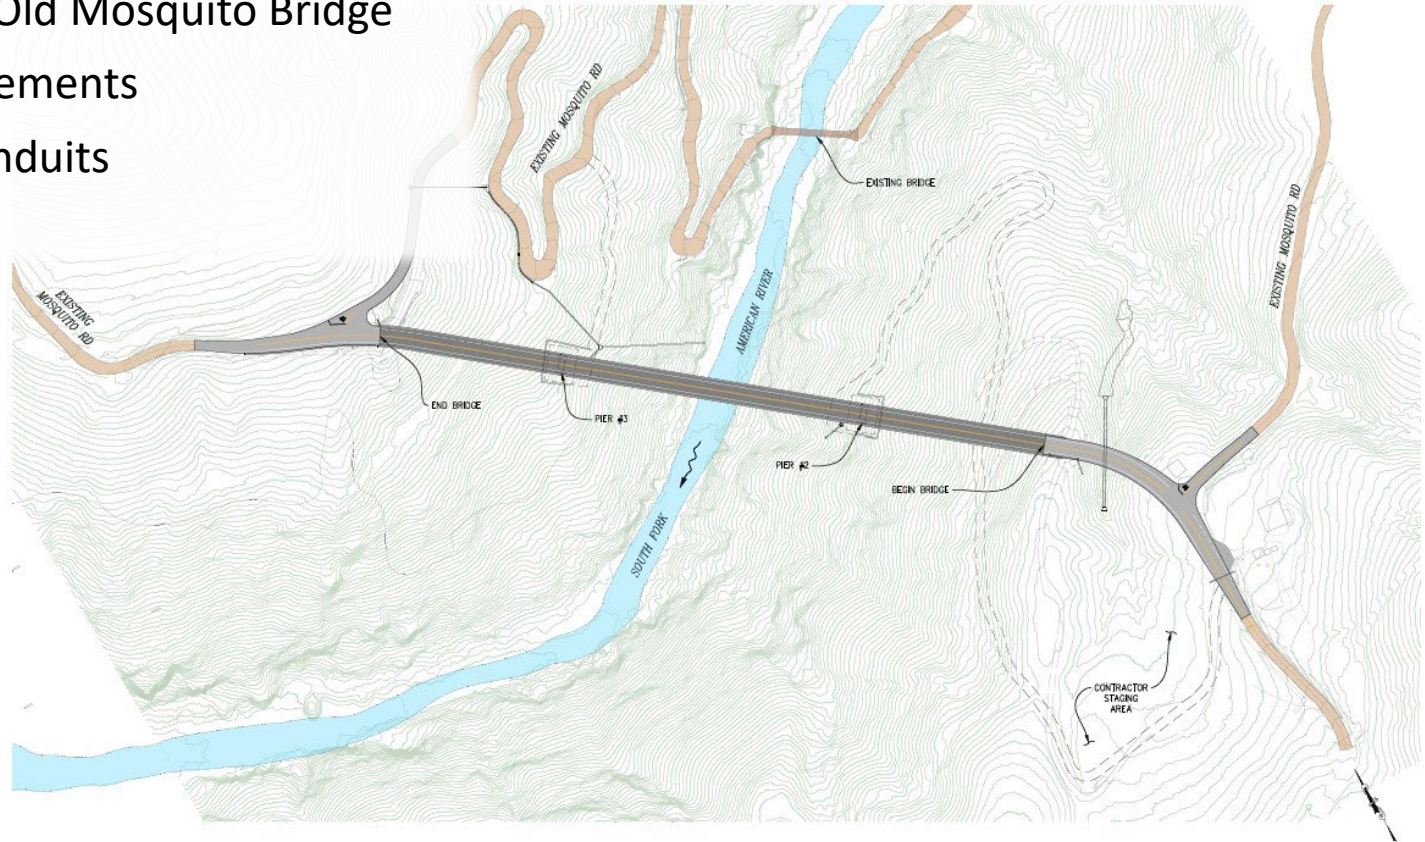 Old Mosquito Bridge
ements
nduits
EXISTING MOSQUITO RD
EXISTING BRIDGE
EXISTING MOSQUITO RD
EXISTING
MOSQUITO RD
AMERICAN RIVER
END BRIDGE
PIER #3
PIER #2
BEGIN BRIDGE
SOUTH FORK
CONTRACTOR
STAGING
AREA